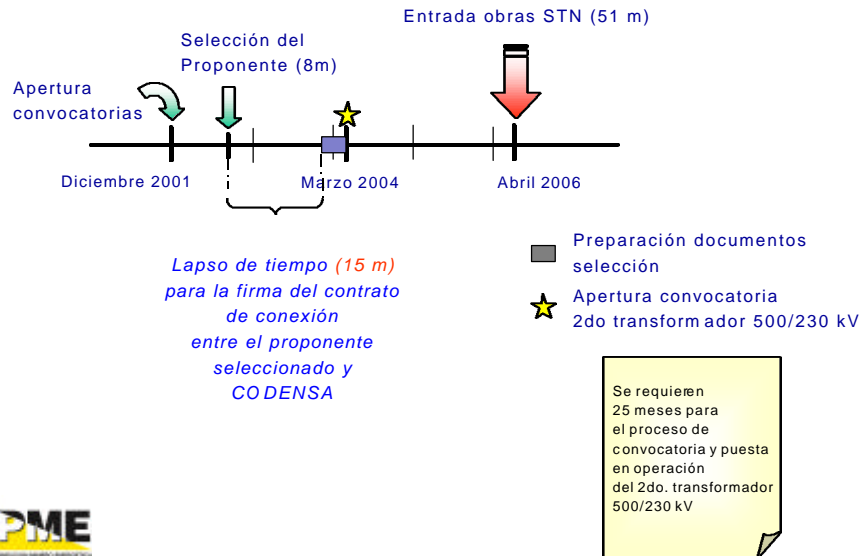 Entrada obras STN (51 m)
Selección del
Proponente (8m)
Apertura
convocatorias
Diciembre 2001
Marzo 2004
Abril 2006
Lapso de tiempo (15 m)
para la firma del contrato
de conexión
entre el proponente
seleccionado y
CODENSA
Preparación documentos
selección
Apertura convocatoria
2do transformador 500/230 kV
Se requieren
25 meses para
el proceso de
convocatoria y puesta
en operación
del 2do. transformador
500/230 kV
PME